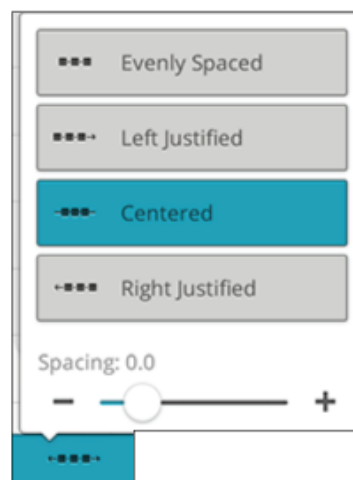 Evenly Spaced
Left Justified
Centered
Right Justified
Spacing: 0.0